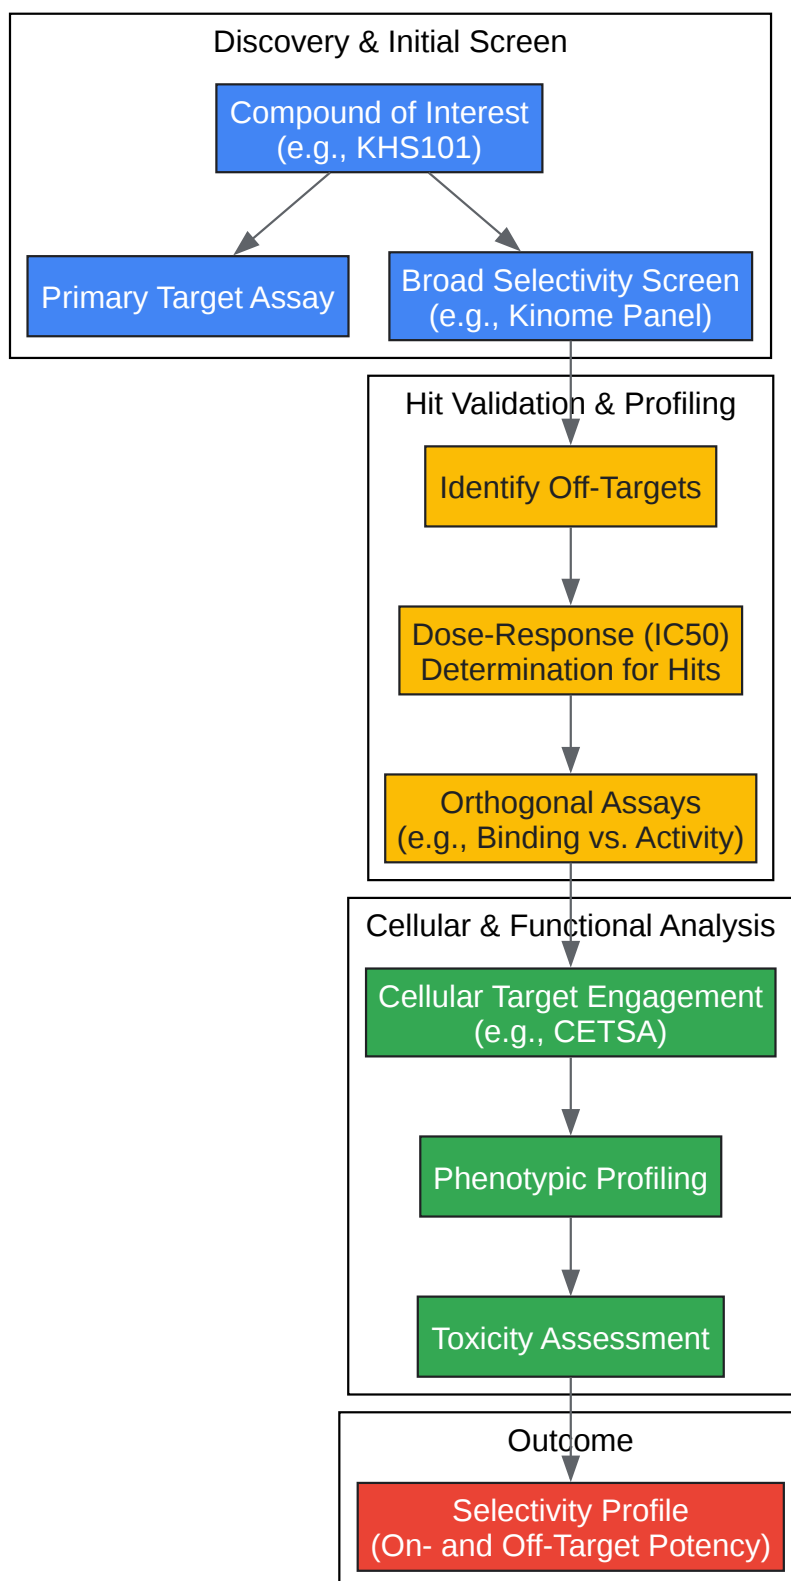 Discovery & Initial Screen
Compound of Interest
(e.g., KHS101)
Primary Target Assay
Broad Selectivity Screen
(e.g., Kinome Panel)
Hit Validation & Profiling
Identify Off-Targets
Dose-Response (IC50)
Determination for Hits
Orthogonal Assays
(e.g., Binding vs. Activity)
Cellular & Functional Analysis
Cellular Target Engagement
(e.g., CETSA)
Phenotypic Profiling
Toxicity Assessment
Outcome
Selectivity Profile
(On- and Off-Target Potency)